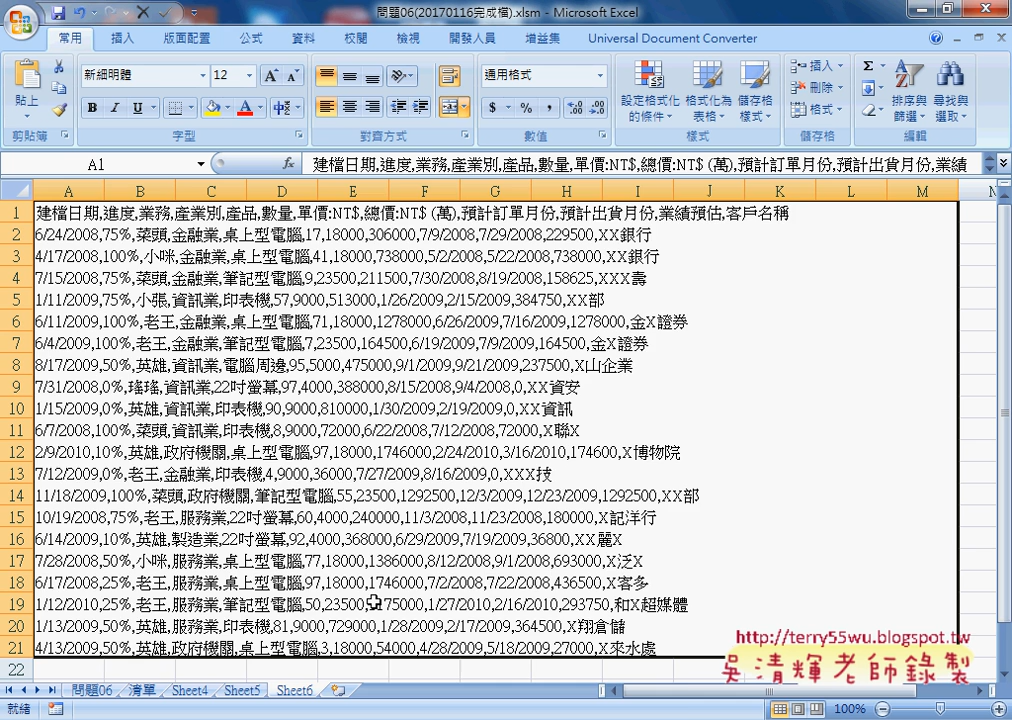 問題06(20170116完成檔).xlsm - Microsoft Excel
常用 插入 版面配置 公式 資料 校閱 檢視 開發人員 增益集 Universal Document Converter
新細明體 12 通用格式
貼上 設定格式化的條件 格式化為表格 儲存格樣式 插入 刪除 格式 排序與篩選 尋找與選取
剪貼簿 字型 對齊方式 數值 樣式 儲存格 編輯
A1 fx 建檔日期,進度,業務,產業別,產品,數量,單價:NT$,總價:NT$ (萬),預計訂單月份,預計出貨月份,業績
A B C D E F G H I J K L M N
1 建檔日期,進度,業務,產業別,產品,數量,單價:NT$,總價:NT$ (萬),預計訂單月份,預計出貨月份,業績預估,客戶名稱
2 6/24/2008,75%,菜頭,金融業,桌上型電腦,17,18000,306000,7/9/2008,7/29/2008,229500,XX銀行
3 4/17/2008,100%,小咪,金融業,桌上型電腦,41,18000,738000,5/2/2008,5/22/2008,738000,XX銀行
4 7/15/2008,75%,菜頭,金融業,筆記型電腦,9,23500,211500,7/30/2008,8/19/2008,158625,XXX壽
5 1/11/2009,75%,小張,資訊業,印表機,57,9000,513000,1/26/2009,2/15/2009,384750,XX部
6 6/11/2009,100%,老王,金融業,桌上型電腦,71,18000,1278000,6/26/2009,7/16/2009,1278000,金X證券
7 6/4/2009,100%,老王,金融業,筆記型電腦,7,23500,164500,6/19/2009,7/9/2009,164500,金X證券
8 8/17/2009,50%,英雄,資訊業,電腦周邊,95,5000,475000,9/1/2009,9/21/2009,237500,X山企業
9 7/31/2008,0%,瑤瑤,資訊業,22吋螢幕,97,4000,388000,8/15/2008,9/4/2008,0,XX資安
10 1/15/2009,0%,英雄,資訊業,印表機,90,9000,810000,1/30/2009,2/19/2009,0,XX資訊
11 6/7/2008,100%,菜頭,資訊業,印表機,8,9000,72000,6/22/2008,7/12/2008,72000,X聯X
12 2/9/2010,10%,英雄,政府機關,桌上型電腦,97,18000,1746000,2/24/2010,3/16/2010,174600,X博物院
13 7/12/2009,0%,老王,金融業,印表機,4,9000,36000,7/27/2009,8/16/2009,0,XXX技
14 11/18/2009,100%,菜頭,政府機關,筆記型電腦,55,23500,1292500,12/3/2009,12/23/2009,1292500,XX部
15 10/19/2008,75%,老王,服務業,22吋螢幕,60,4000,240000,11/3/2008,11/23/2008,180000,X記洋行
16 6/14/2009,10%,英雄,製造業,22吋螢幕,92,4000,368000,6/29/2009,7/19/2009,36800,XX麗X
17 7/28/2008,50%,小咪,服務業,桌上型電腦,77,18000,1386000,8/12/2008,9/1/2008,693000,X泛X
18 6/17/2008,25%,老王,服務業,桌上型電腦,97,18000,1746000,7/2/2008,7/22/2008,436500,X客多
19 1/12/2010,25%,老王,服務業,筆記型電腦,50,23500, 75000,1/27/2010,2/16/2010,293750,和X超媒體
20 1/13/2009,50%,英雄,服務業,印表機,81,9000,729000,1/28/2009,2/17/2009,364500,X翔倉儲
21 4/13/2009,50%,英雄,政府機關,桌上型電腦,3,18000,54000,4/28/2009,5/18/2009,27000,X來水處
22
http://terry55wu.blogspot.tw
吳清輝老師錄製
問題06 清單 Sheet4 Sheet5 Sheet6
就緒 100%